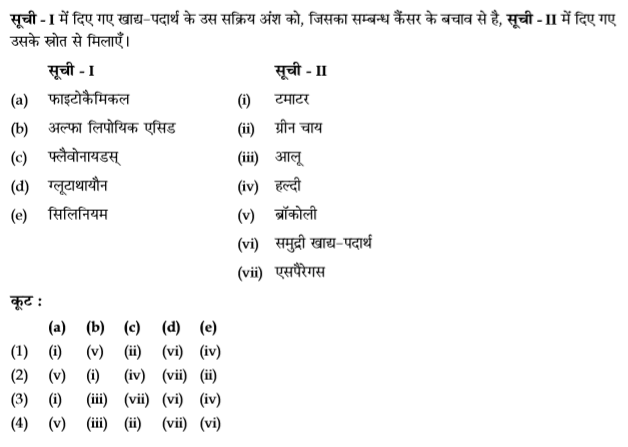 सूची - I में दिए गए खाद्य-पदार्थ के उस सक्रिय अंश को, जिसका सम्बन्ध कैंसर के बचाव से है, सूची - II में दिए गए
उसके स्त्रोत से मिलाएँ।
सूची - I सूची - II
(a) फाइटोकैमिकल (i) टमाटर
(b) अल्फा लिपोयिक एसिड (ii) ग्रीन चाय
(c) फ्लैवोनायडस् (iii) आलू
(d) ग्लूटाथायौन (iv) हल्दी
(e) सिलिनियम (v) ब्रॉकोली
(vi) समुद्री खाद्य-पदार्थ
(vii) एसपैरेगस
कूट :
(a) (b) (c) (d) (e)
(1) (i) (v) (ii) (vi) (iv)
(2) (v) (i) (iv) (vii) (ii)
(3) (i) (iii) (vii) (vi) (iv)
(4) (v) (iii) (ii) (vii) (vi)